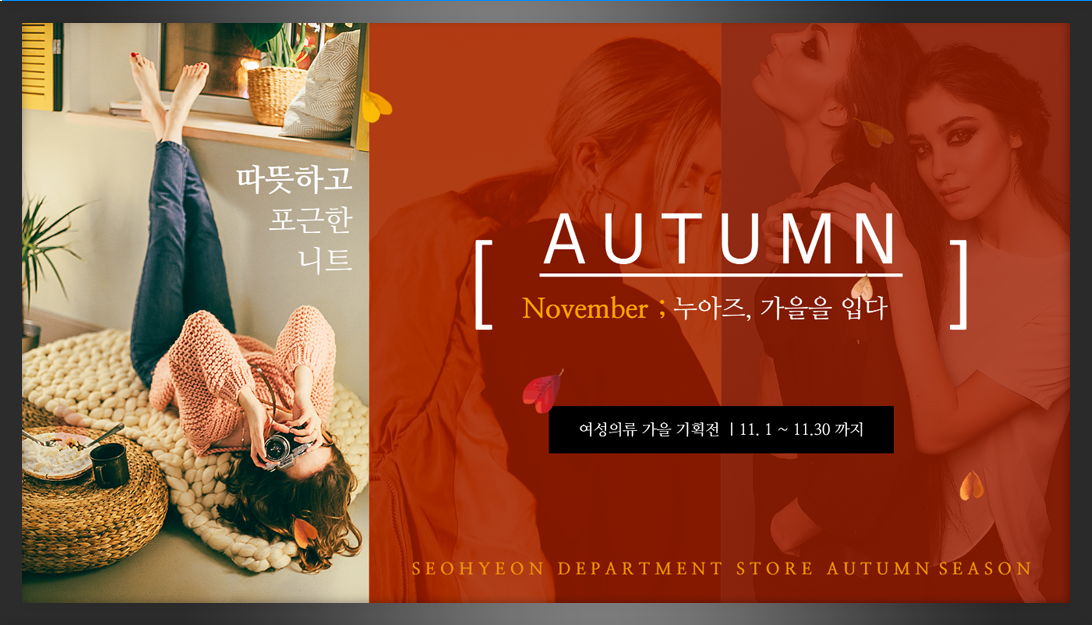 따뜻하고
포근한
니트
[ AUTUMN ]
November ; 누아즈, 가을을 입다
여성의류 가을 기획전 ㅣ11. 1 ~ 11.30 까지
SEOHYEON DEPARTMENT STORE AUTUMN SEASON